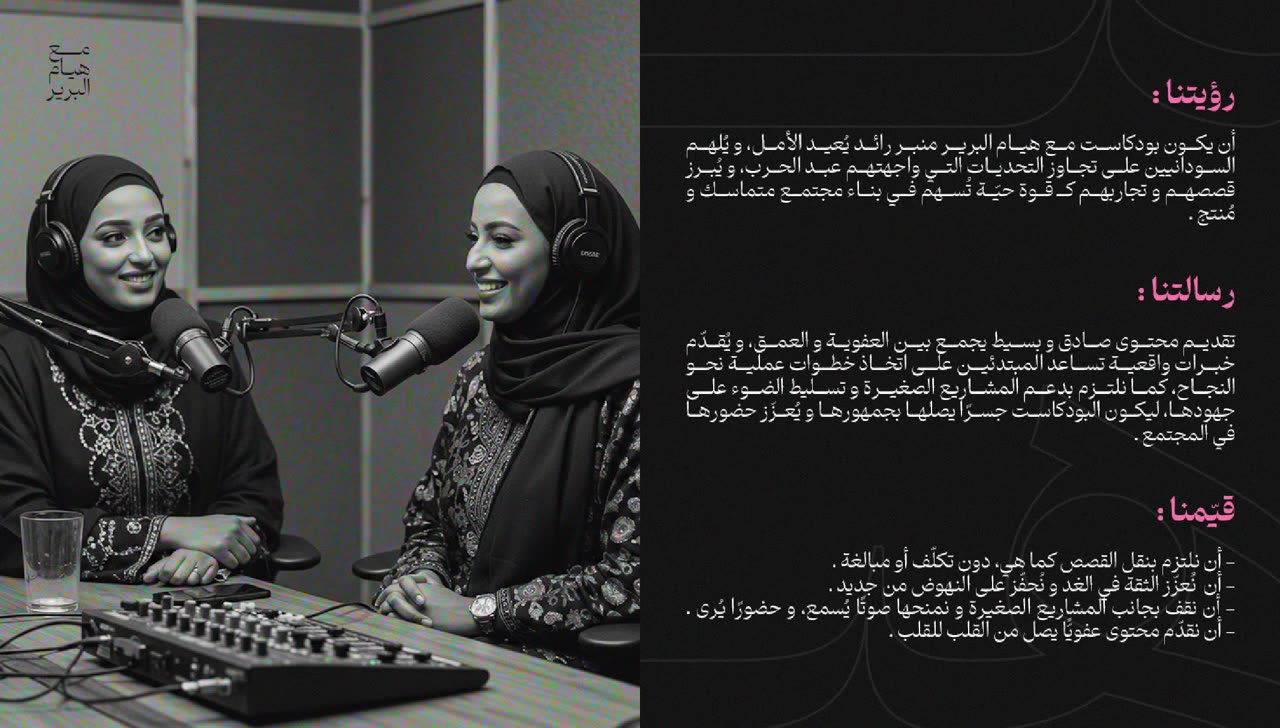 مع
هيام
البرير
رؤيتنا :
أن يكون بودكاست مع هيام البرير منبر رائد يُعيد الأمل، و يُلهم
السودانيين على تجاوز التحديات التي واجهتهم عبد الحرب، و يُبرز
قصصهم و تجاربهم كـ قوة حيّة تُسهم في بناء مجتمع متماسك و
مُنتج .
رسالتنا :
تقديم محتوى صادق و بسيط يجمع بين العفوية و العمق، و يُقدّم
خبرات واقعية تساعد المبتدئين على اتخاذ خطوات عملية نحو
النجاح، كما نلتزم بدعم المشاريع الصغيرة و تسليط الضوء على
جهودها، ليكون البودكاست جسرًا يصلها بجمهورها و يُعزّز حضورها
في المجتمع .
قيّمنا :
- أن نلتزم بنقل القصص كما هي، دون تكلّف أو مبالغة .
- أن نُعزّز الثقة في الغد و نُحفّز على النهوض من جديد .
- أن نقف بجانب المشاريع الصغيرة و نمنحها صوتًا يُسمع، و حضورًا يُرى .
- أن نقدّم محتوى عفويًا يصل من القلب للقلب .